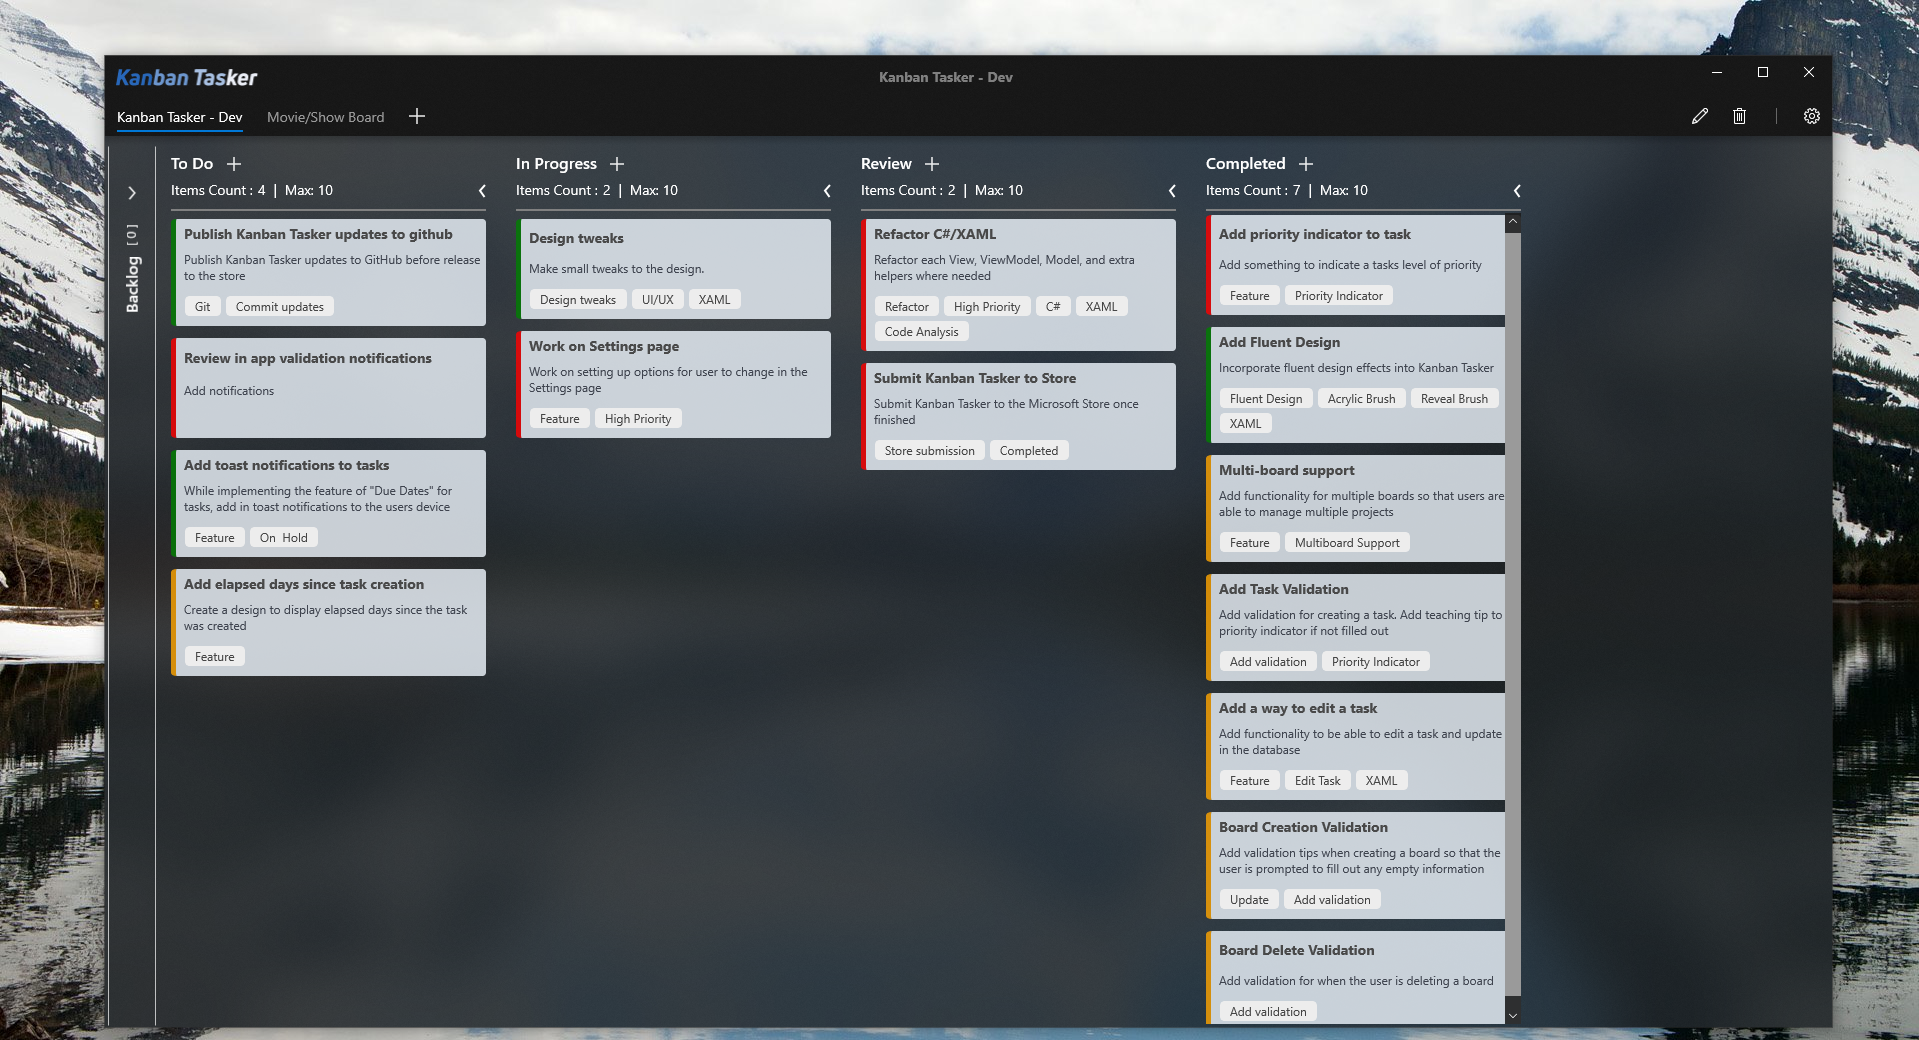 Kanban Tasker
Kanban Tasker - Dev
Kanban Tasker - Dev
Movie/Show Board
Backlog [ 0 ]
To Do
Items Count : 4 | Max: 10
Publish Kanban Tasker updates to github
Publish Kanban Tasker updates to GitHub before release
to the store
Git
Commit updates
Review in app validation notifications
Add notifications
Add toast notifications to tasks
While implementing the feature of "Due Dates" for
tasks, add in toast notifications to the users device
Feature
On Hold
Add elapsed days since task creation
Create a design to display elapsed days since the task
was created
Feature
In Progress
Items Count : 2 | Max: 10
Design tweaks
Make small tweaks to the design.
Design tweaks
UI/UX
XAML
Work on Settings page
Work on setting up options for user to change in the
Settings page
Feature
High Priority
Review
Items Count : 2 | Max: 10
Refactor C#/XAML
Refactor each View, ViewModel, Model, and extra
helpers where needed
Refactor
High Priority
C#
XAML
Code Analysis
Submit Kanban Tasker to Store
Submit Kanban Tasker to the Microsoft Store once
finished
Store submission
Completed
Completed
Items Count : 7 | Max: 10
Add priority indicator to task
Add something to indicate a tasks level of priority
Feature
Priority Indicator
Add Fluent Design
Incorporate fluent design effects into Kanban Tasker
Fluent Design
Acrylic Brush
Reveal Brush
XAML
Multi-board support
Add functionality for multiple boards so that users are
able to manage multiple projects
Feature
Multiboard Support
Add Task Validation
Add validation for creating a task. Add teaching tip to
priority indicator if not filled out
Add validation
Priority Indicator
Add a way to edit a task
Add functionality to be able to edit a task and update
in the database
Feature
Edit Task
XAML
Board Creation Validation
Add validation tips when creating a board so that the
user is prompted to fill out any empty information
Update
Add validation
Board Delete Validation
Add validation for when the user is deleting a board
Add validation